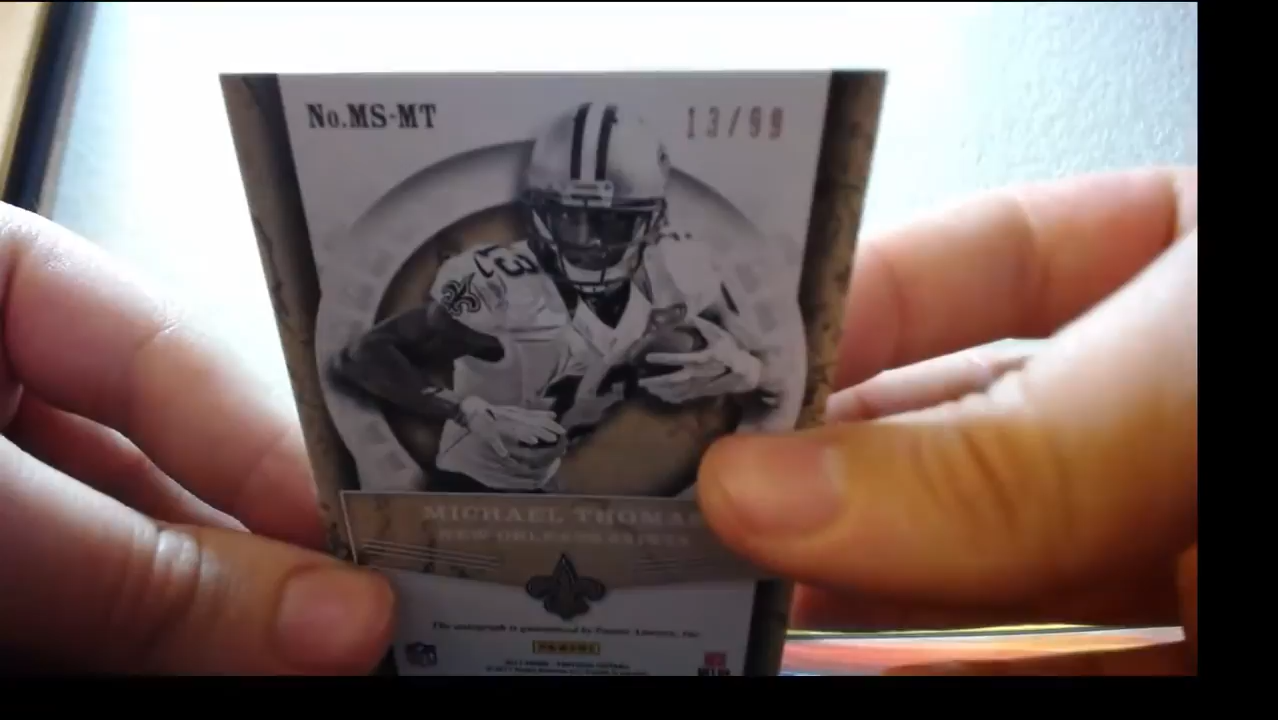 No.MS-MT
13/99
13
MICHAEL THOMAS
NEW ORLEANS SAINTS
The autograph is guaranteed by Panini America, Inc.
PANINI